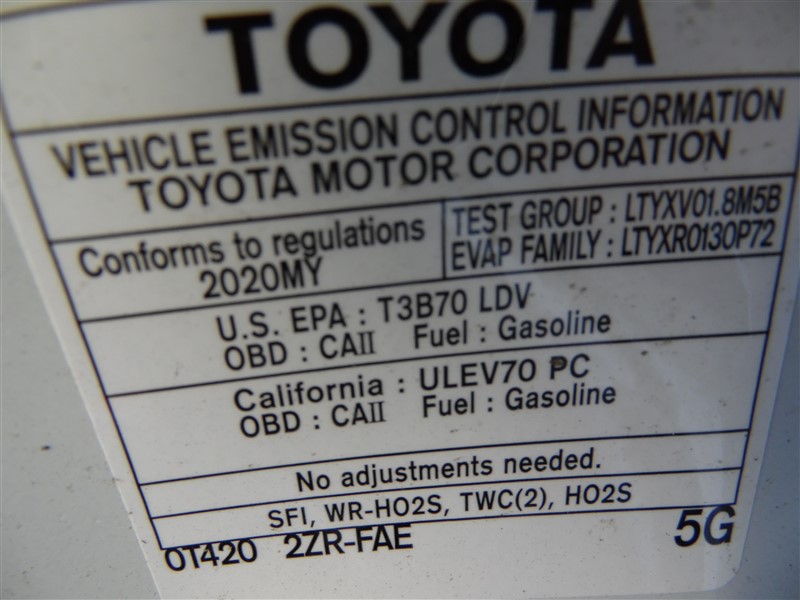 TOYOTA
VEHICLE EMISSION CONTROL INFORMATION
TOYOTA MOTOR CORPORATION
Conforms to regulations
2020MY
TEST GROUP : LTYXV01.8M5B
EVAP FAMILY : LTYXR0130P72
U.S. EPA : T3B70 LDV
OBD : CAII Fuel : Gasoline
California : ULEV70 PC
OBD : CAII Fuel : Gasoline
No adjustments needed.
SFI, WR-HO2S, TWC(2), HO2S
0T420 2ZR-FAE 5G